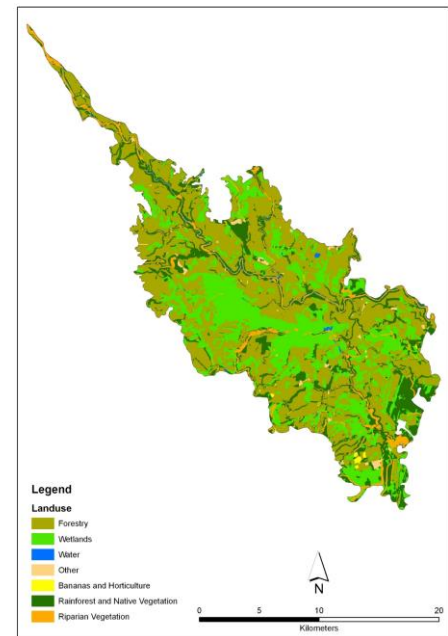 Legend
Landuse
Forestry
Wetlands
Water
Other
Bananas and Horticulture
Rainforest and Native Vegetation
Riparian Vegetation
N
0 5 10 20
Kilometers